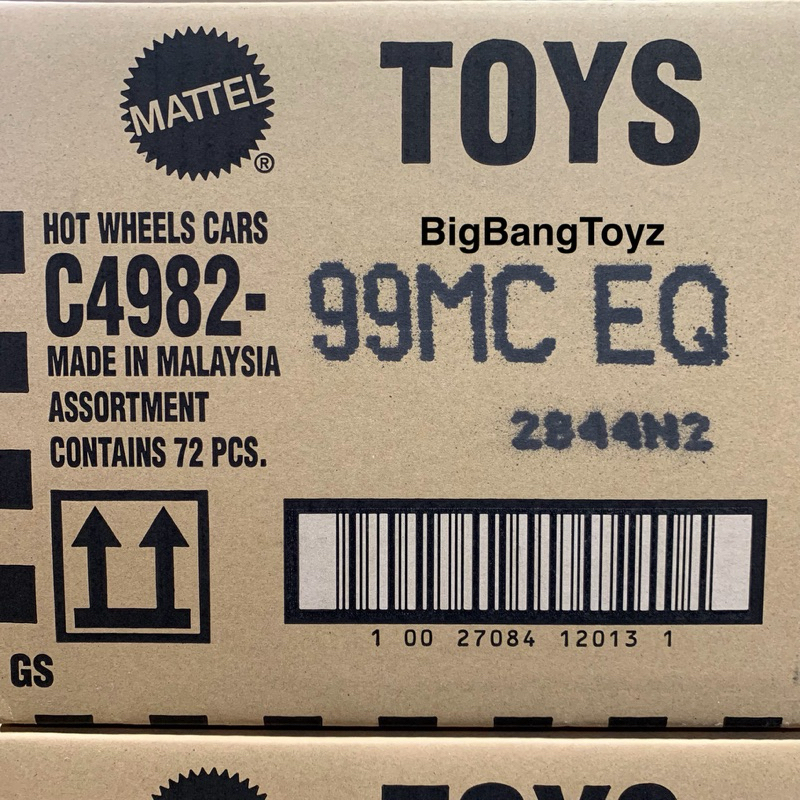 MATTEL
®
TOYS
HOT WHEELS CARS
BigBangToyz
C4982-
99MC EQ
MADE IN MALAYSIA
ASSORTMENT
2844N2
CONTAINS 72 PCS.
1 00 27084 12013 1
GS
TOYS